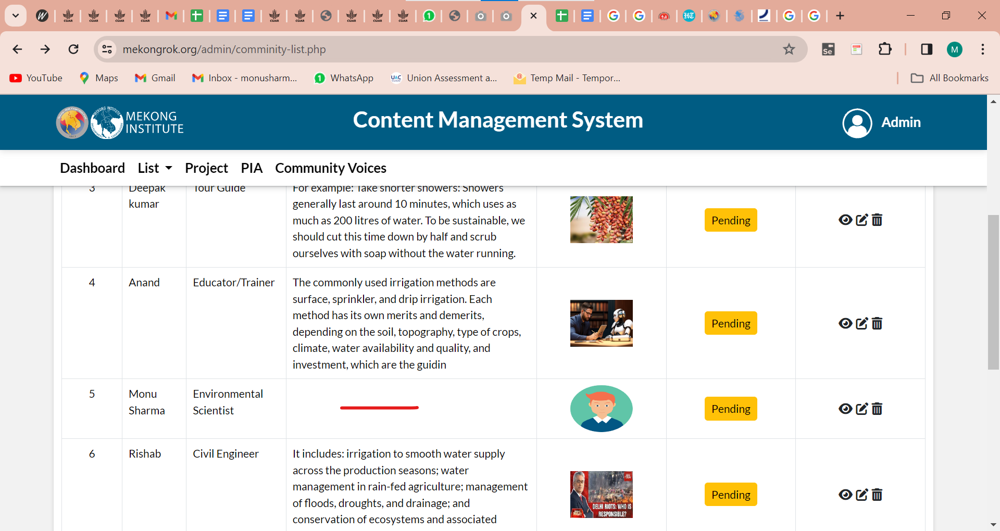 mekongrok.org/admin/comminity-list.php
Se
M
YouTube Maps Gmail Inbox - monusharm... WhatsApp Union Assessment a... Temp Mail - Tempor... All Bookmarks
MEKONG
INSTITUTE
Content Management System
Admin
Dashboard List Project PIA Community Voices
3 Deepak Tour Guide For example: Take shorter showers: Showers
kumar generally last around 10 minutes, which uses as
much as 200 litres of water. To be sustainable, we
should cut this time down by half and scrub
ourselves with soap without the water running.
Pending
4 Anand Educator/Trainer The commonly used irrigation methods are
surface, sprinkler, and drip irrigation. Each
method has its own merits and demerits,
depending on the soil, topography, type of crops,
climate, water availability and quality, and
investment, which are the guidin
Pending
5 Monu Environmental
Sharma Scientist
Pending
6 Rishab Civil Engineer It includes: irrigation to smooth water supply
across the production seasons; water
management in rain-fed agriculture; management
of floods, droughts, and drainage; and
conservation of ecosystems and associated
DELHI RIOTS: WHO IS
RESPONSIBLE?
Pending